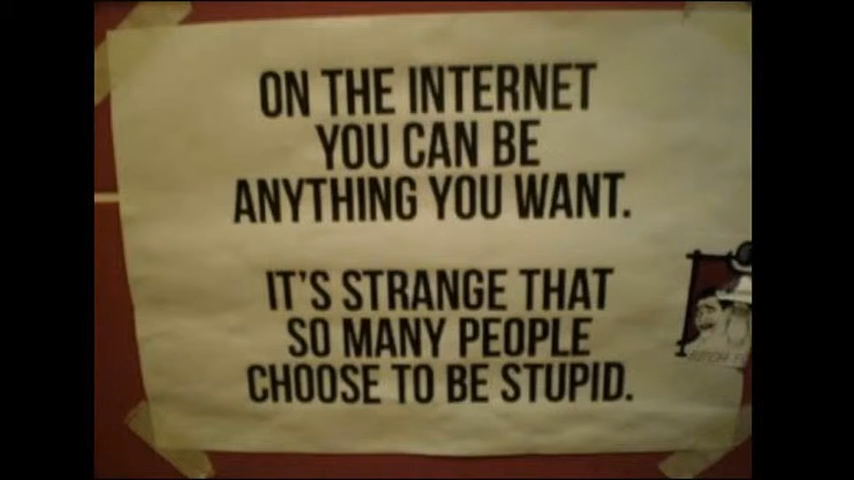 ON THE INTERNET
YOU CAN BE
ANYTHING YOU WANT.
IT'S STRANGE THAT
SO MANY PEOPLE
CHOOSE TO BE STUPID.